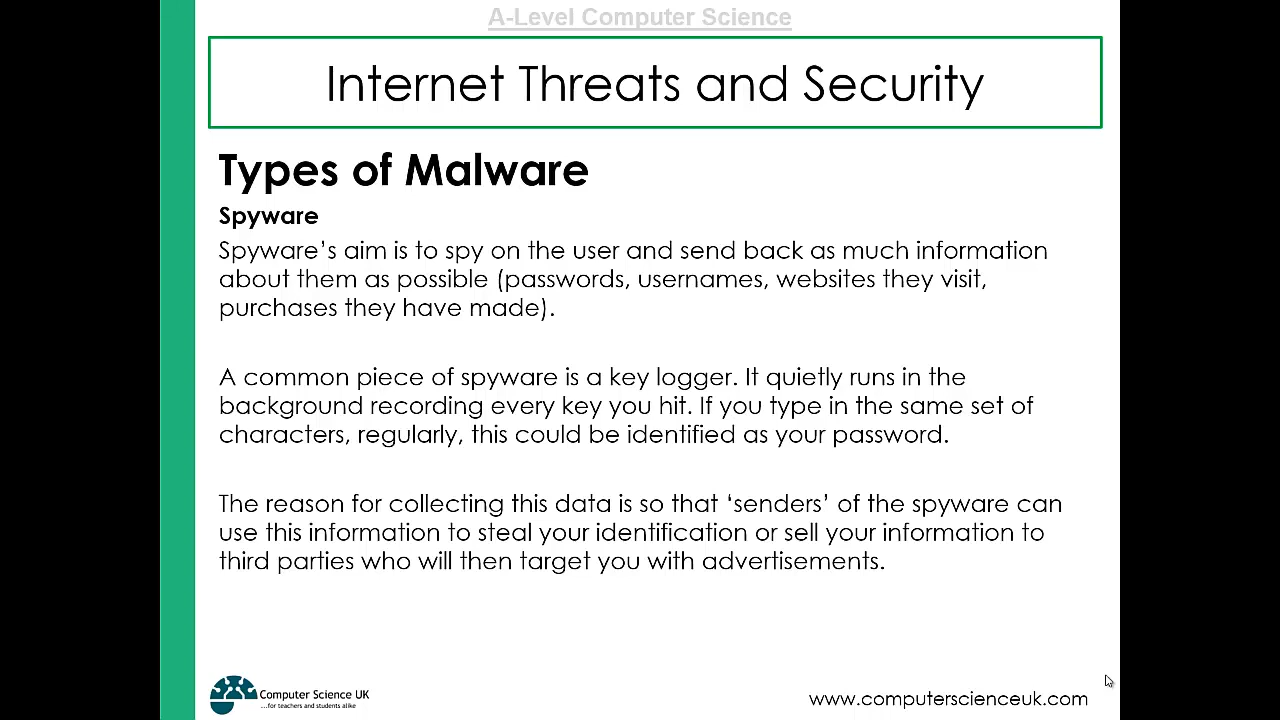 A-Level Computer Science
Internet Threats and Security
Types of Malware
Spyware
Spyware’s aim is to spy on the user and send back as much information
about them as possible (passwords, usernames, websites they visit,
purchases they have made).
A common piece of spyware is a key logger. It quietly runs in the
background recording every key you hit. If you type in the same set of
characters, regularly, this could be identified as your password.
The reason for collecting this data is so that ‘senders’ of the spyware can
use this information to steal your identification or sell your information to
third parties who will then target you with advertisements.
Computer Science UK
....for teachers and students alike
www.computerscienceuk.com